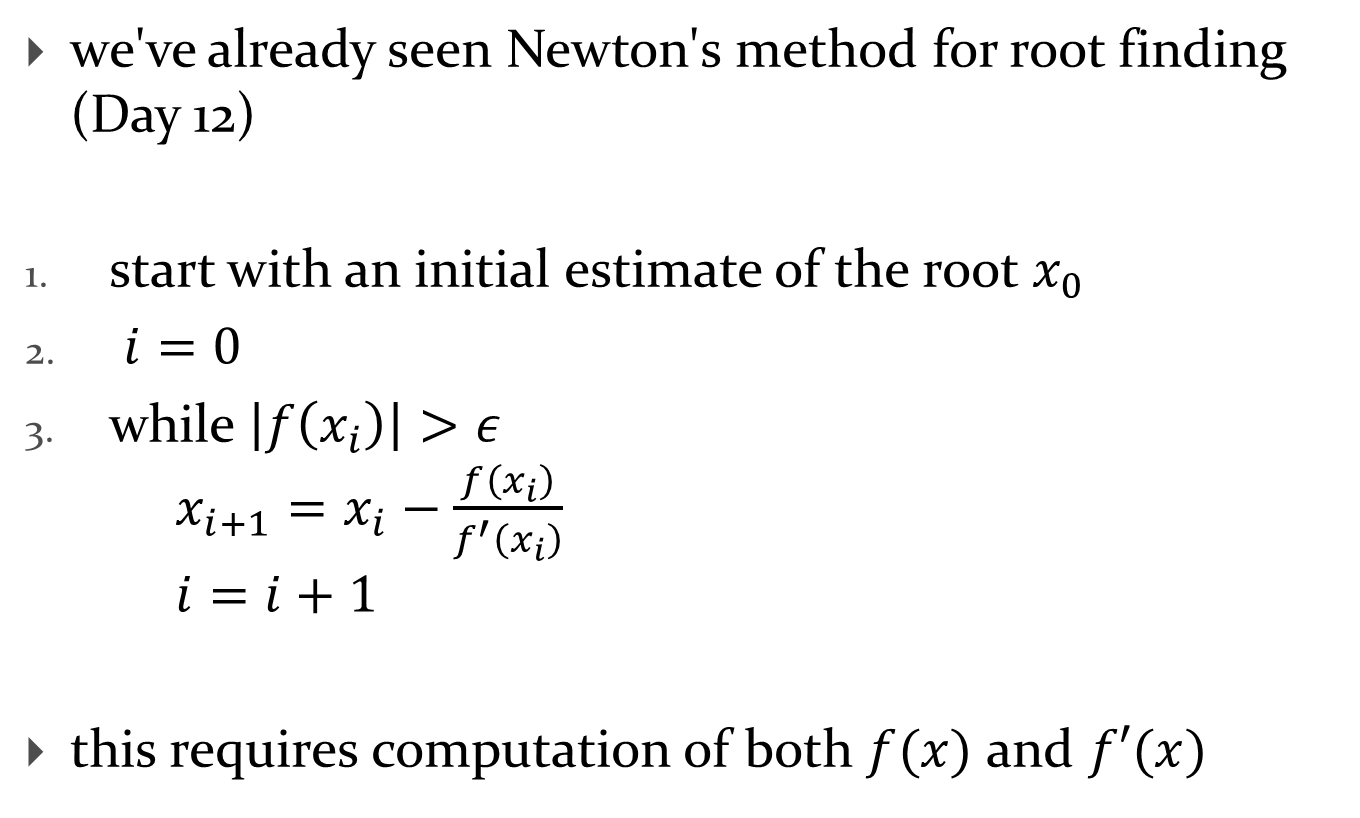 ▶ we've already seen Newton's method for root finding
(Day 12)
1. start with an initial estimate of the root x₀
2. i = 0
3. while |f(xᵢ)| > ϵ
xᵢ₊₁ = xᵢ − f(xᵢ)/f′(xᵢ)
i = i + 1
▶ this requires computation of both f(x) and f′(x)